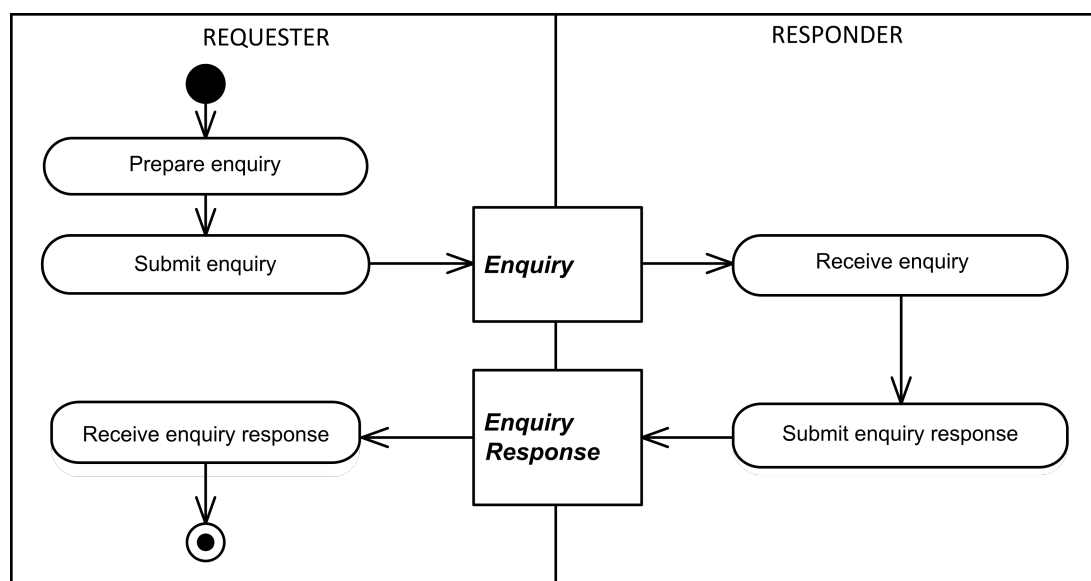 REQUESTER
RESPONDER
Prepare enquiry
Submit enquiry
Enquiry
Receive enquiry
Receive enquiry response
Enquiry
Response
Submit enquiry response